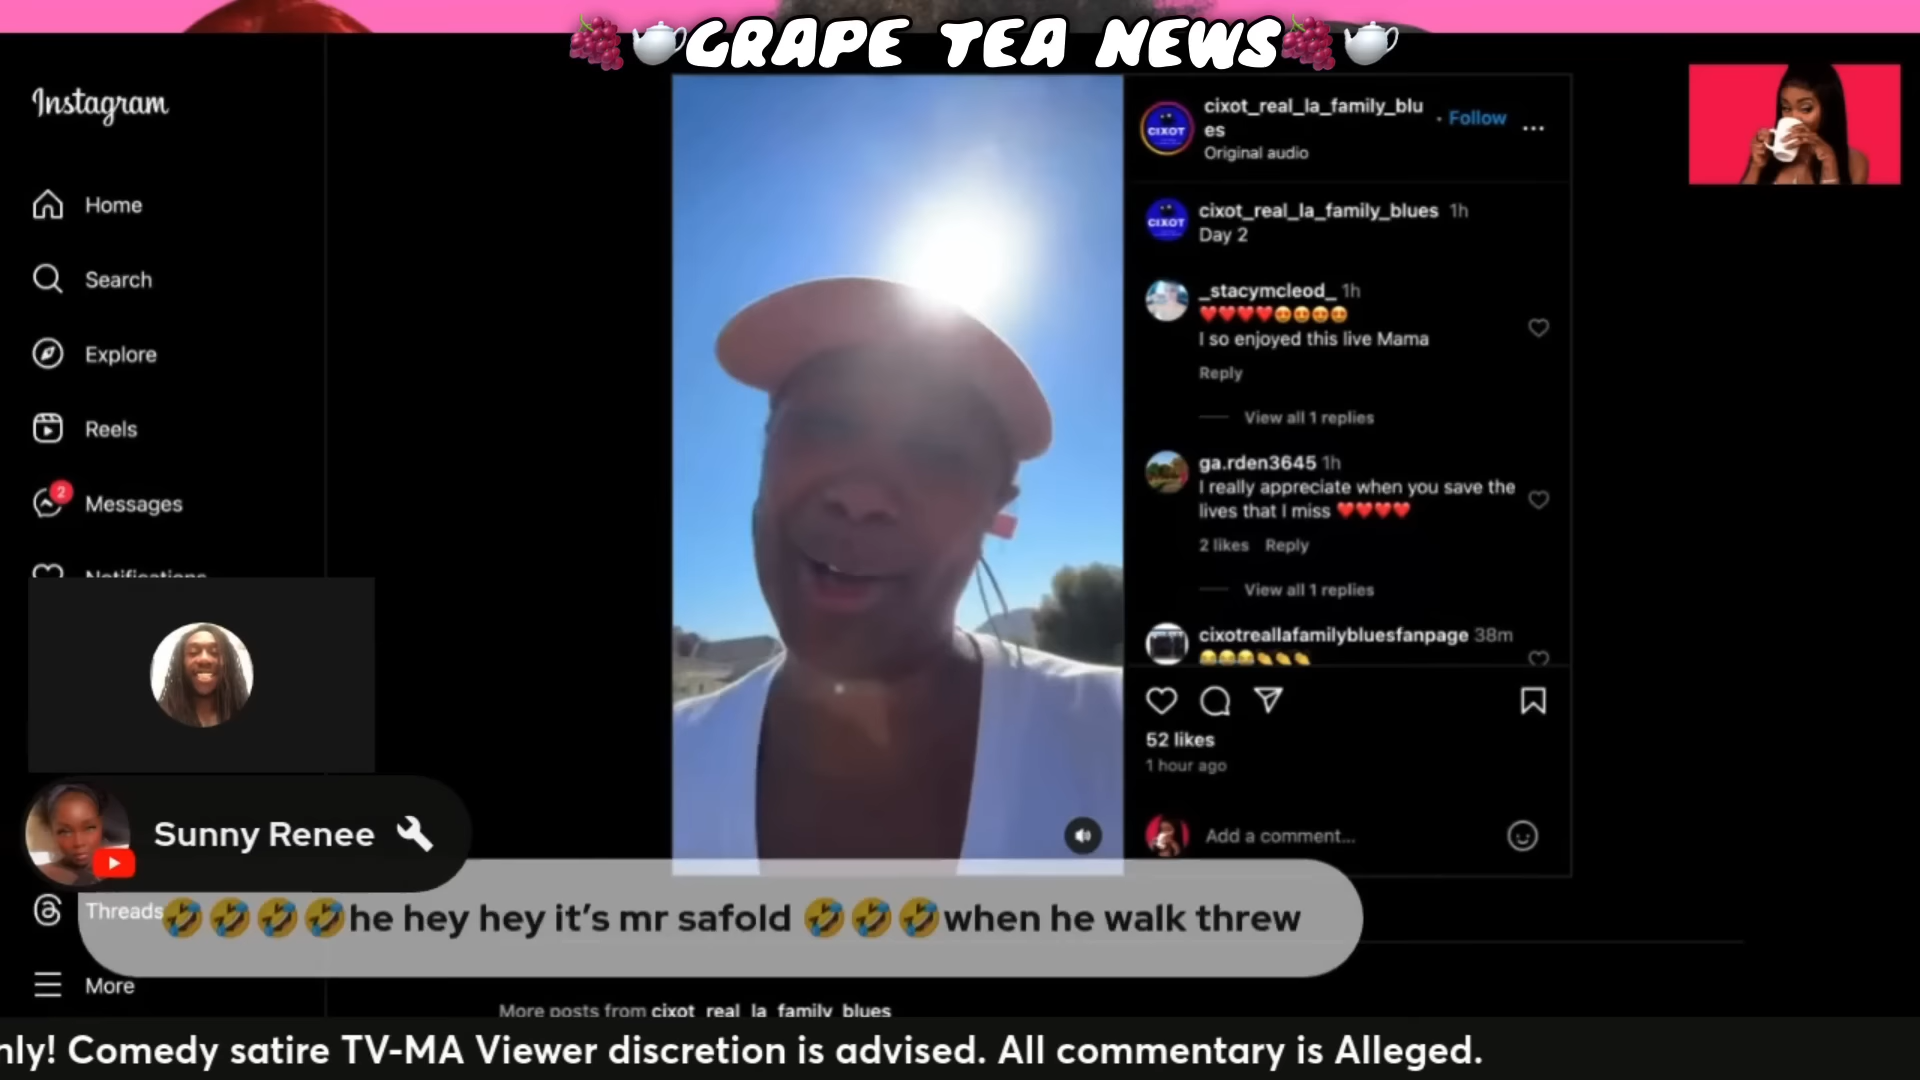 GRAPE TEA NEWS
Instagram
Home
Search
Explore
Reels
Messages
2
Notifications
Threads
More
cixot_real_la_family_blu
es
• Follow
Original audio
CIXOT
cixot_real_la_family_blues 1h
Day 2
CIXOT
_stacymcleod_ 1h
❤️❤️❤️❤️😍😍😍😍
I so enjoyed this live Mama
Reply
View all 1 replies
ga.rden3645 1h
I really appreciate when you save the
lives that I miss ❤️❤️❤️❤️
2 likes Reply
View all 1 replies
cixotreallafamilybluesfanpage 38m
😂😂😂👏👏👏
52 likes
1 hour ago
Add a comment...
Sunny Renee
🤣🤣🤣🤣he hey hey it's mr safold 🤣🤣🤣when he walk threw
More posts from cixot_real_la_family_blues
nly! Comedy satire TV-MA Viewer discretion is advised. All commentary is Alleged.